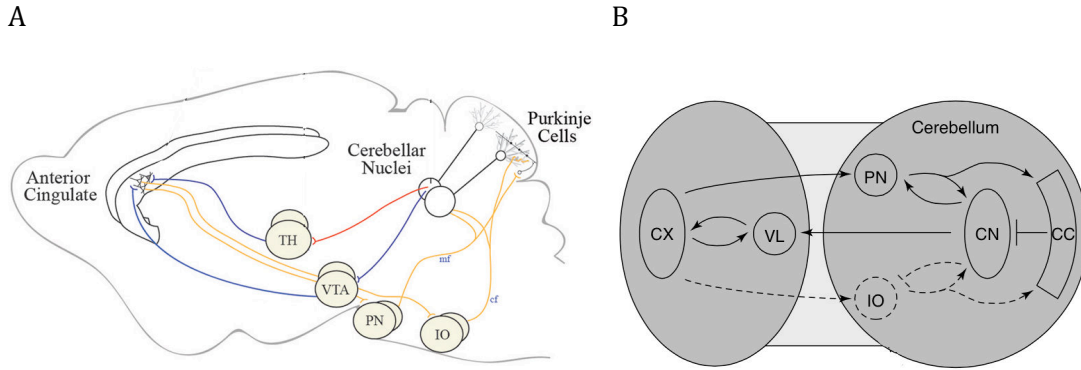 A
B
Anterior
Cingulate
Cerebellar
Nuclei
Purkinje
Cells
TH
VTA
PN
IO
mf
cf
Cerebellum
CX
VL
PN
CN
CC
IO